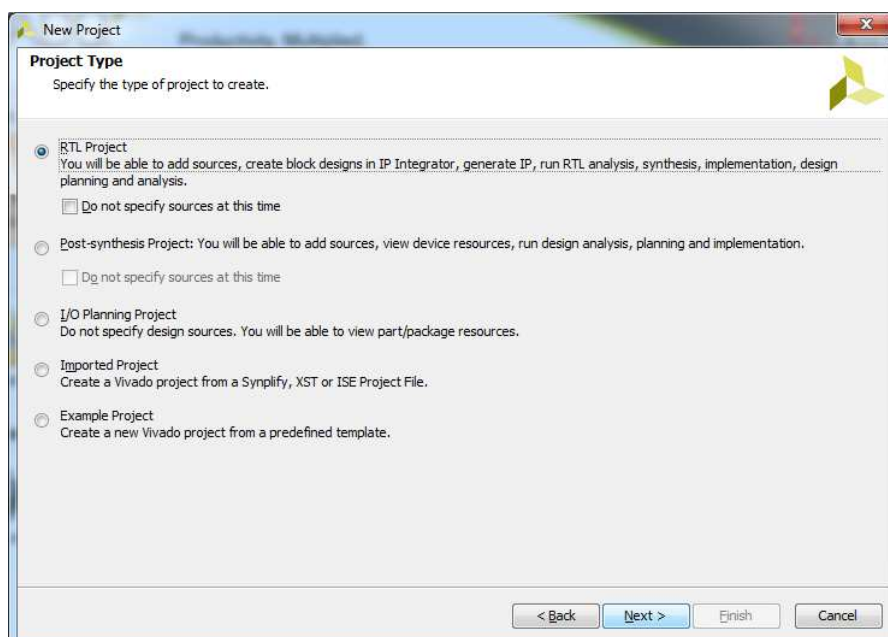 New Project
Project Type
Specify the type of project to create.
RTL Project
You will be able to add sources, create block designs in IP Integrator, generate IP, run RTL analysis, synthesis, implementation, design
planning and analysis.
Do not specify sources at this time
Post-synthesis Project: You will be able to add sources, view device resources, run design analysis, planning and implementation.
Do not specify sources at this time
I/O Planning Project
Do not specify design sources. You will be able to view part/package resources.
Imported Project
Create a Vivado project from a Synplify, XST or ISE Project File.
Example Project
Create a new Vivado project from a predefined template.
< Back Next > Finish Cancel